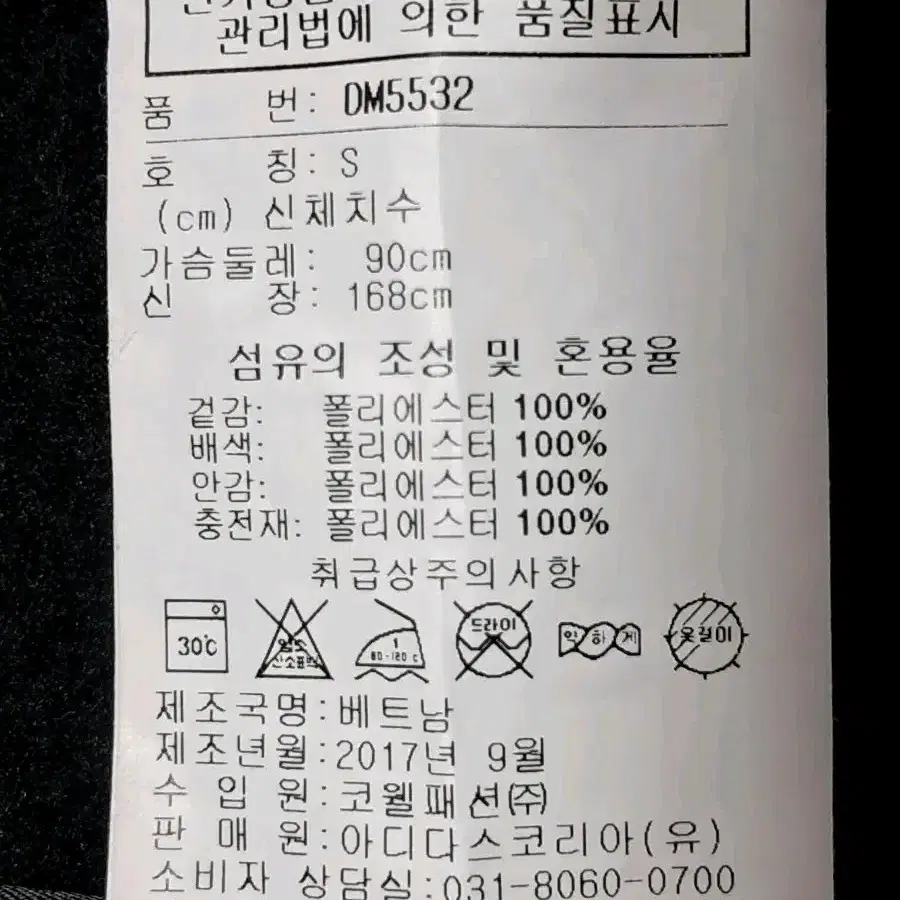 관리법에 의한 품질표시
품 번: DM5532
호 칭: S
(cm) 신체치수
가슴둘레: 90cm
신 장: 168cm
섬유의 조성 및 혼용율
겉감: 폴리에스터 100%
배색: 폴리에스터 100%
안감: 폴리에스터 100%
충전재: 폴리에스터 100%
취급상주의사항
30℃
염소
산소표백
1
80-120℃
드라이
약하게
옷걸이
제조국명:베트남
제조년월:2017년 9월
수 입 원:코웰패션㈜
판 매 원:아디다스코리아(유)
소비자 상담실:031-8060-0700